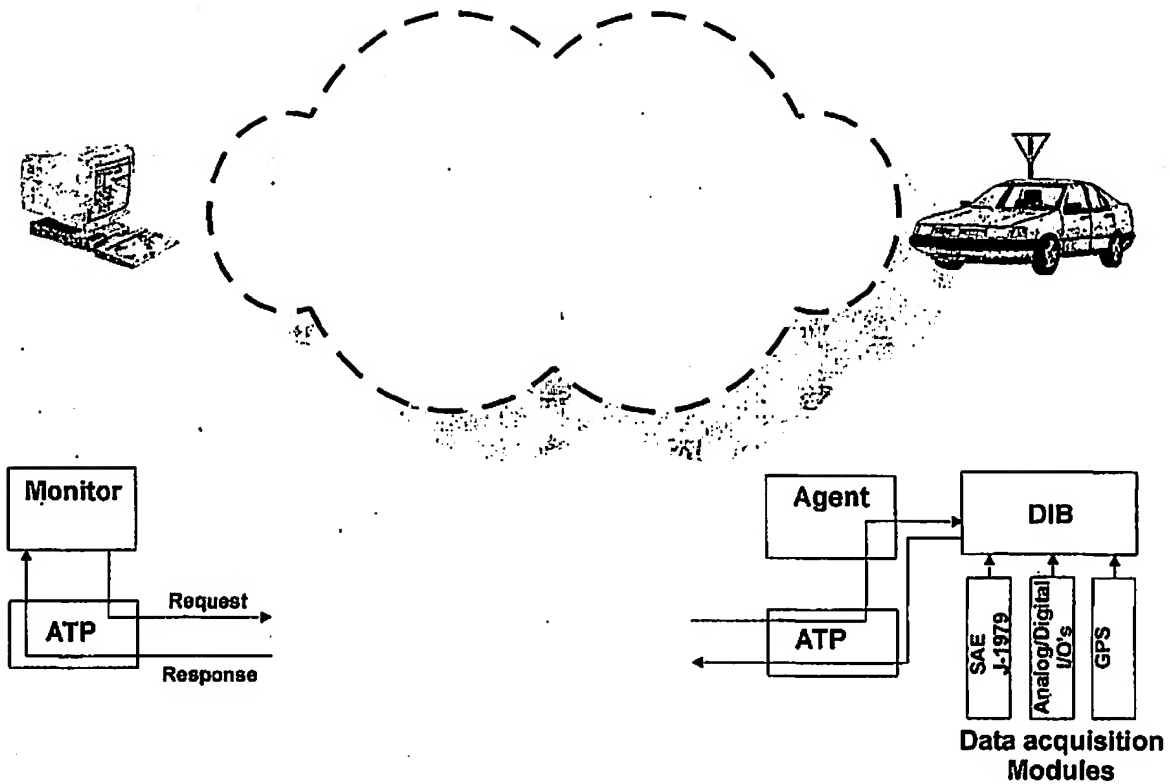 Monitor
Agent
DIB
Request
ATP
Response
ATP
SAE
J-1979
Analog/Digital
I/O's
GPS
Data acquisition
Modules